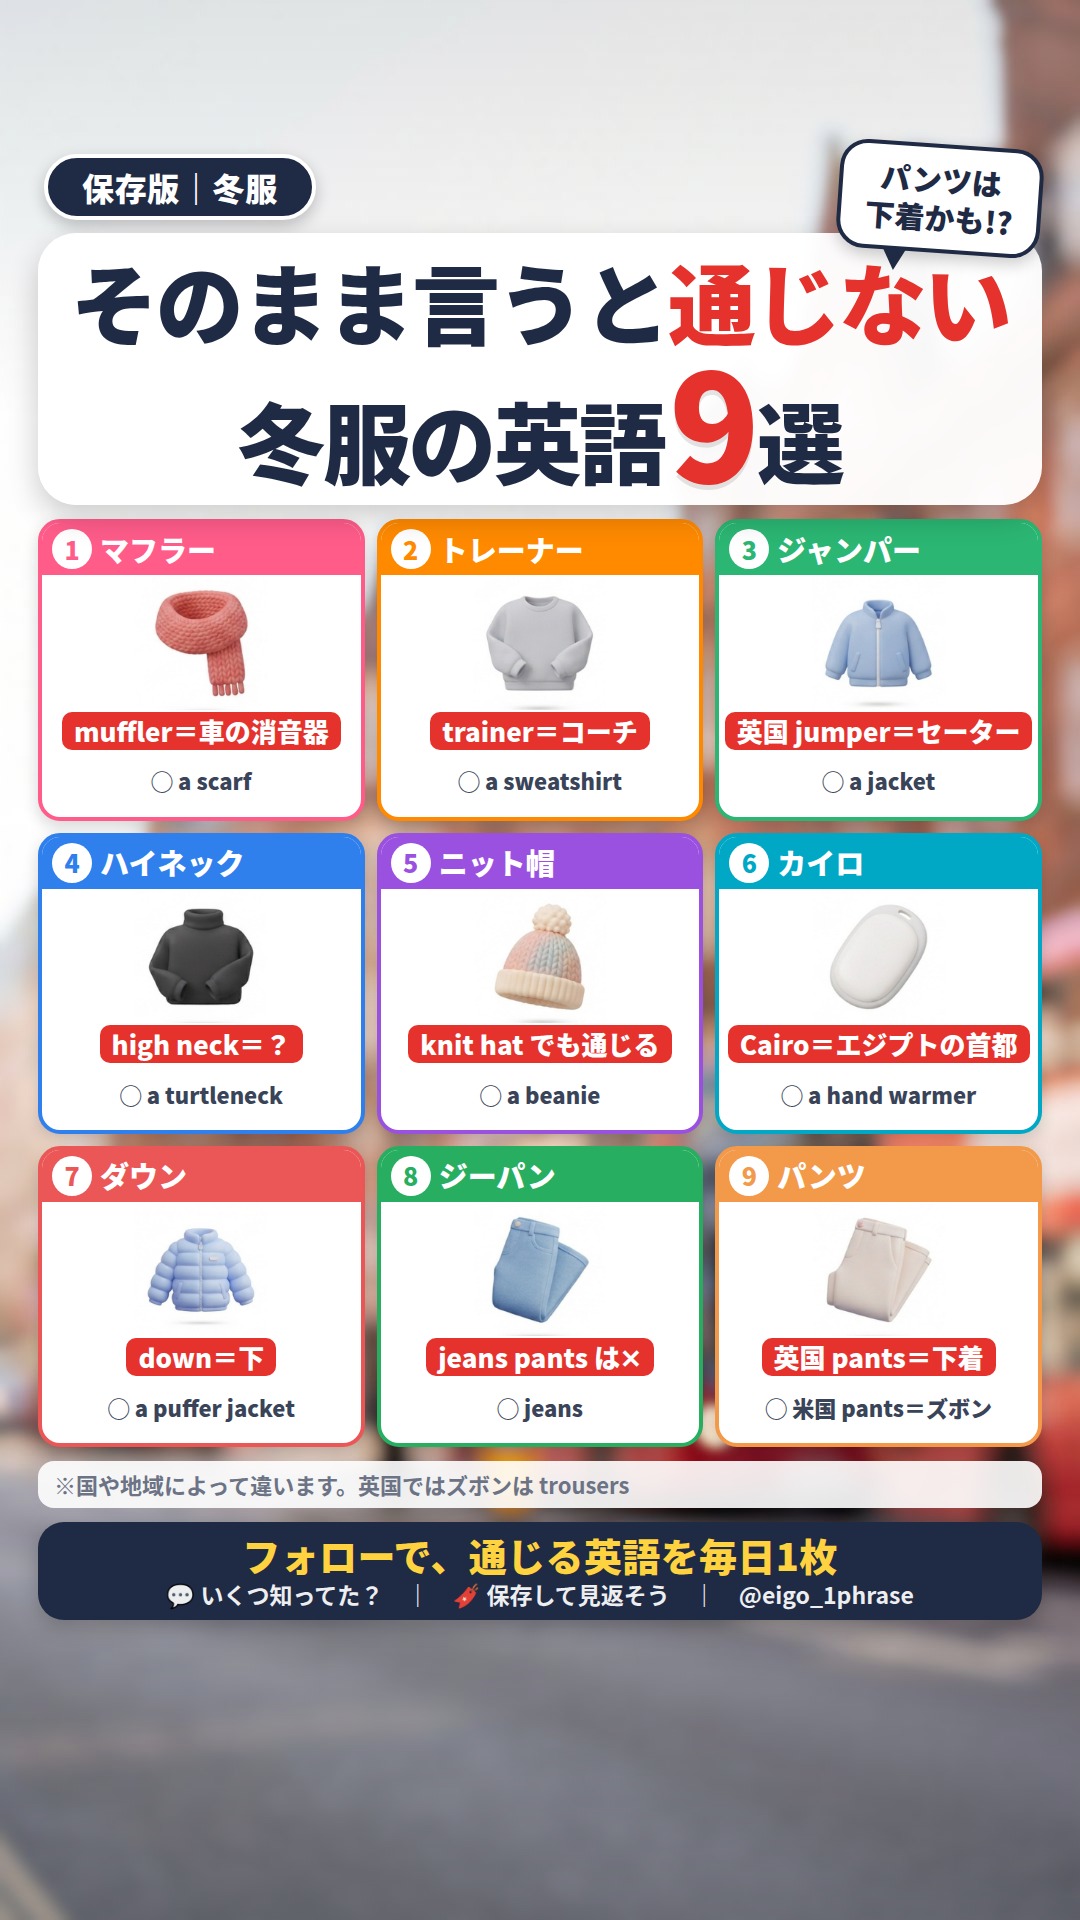 保存版｜冬服
パンツは
下着かも!?
そのまま言うと通じない
冬服の英語9選
1 マフラー
muffler＝車の消音器
◯ a scarf
2 トレーナー
trainer＝コーチ
◯ a sweatshirt
3 ジャンパー
英国 jumper＝セーター
◯ a jacket
4 ハイネック
high neck＝？
◯ a turtleneck
5 ニット帽
knit hat でも通じる
◯ a beanie
6 カイロ
Cairo＝エジプトの首都
◯ a hand warmer
7 ダウン
down＝下
◯ a puffer jacket
8 ジーパン
jeans pants は×
◯ jeans
9 パンツ
英国 pants＝下着
◯ 米国 pants＝ズボン
※国や地域によって違います。英国ではズボンは trousers
フォローで、通じる英語を毎日1枚
💬 いくつ知ってた？ ｜ 🔖 保存して見返そう ｜ @eigo_1phrase